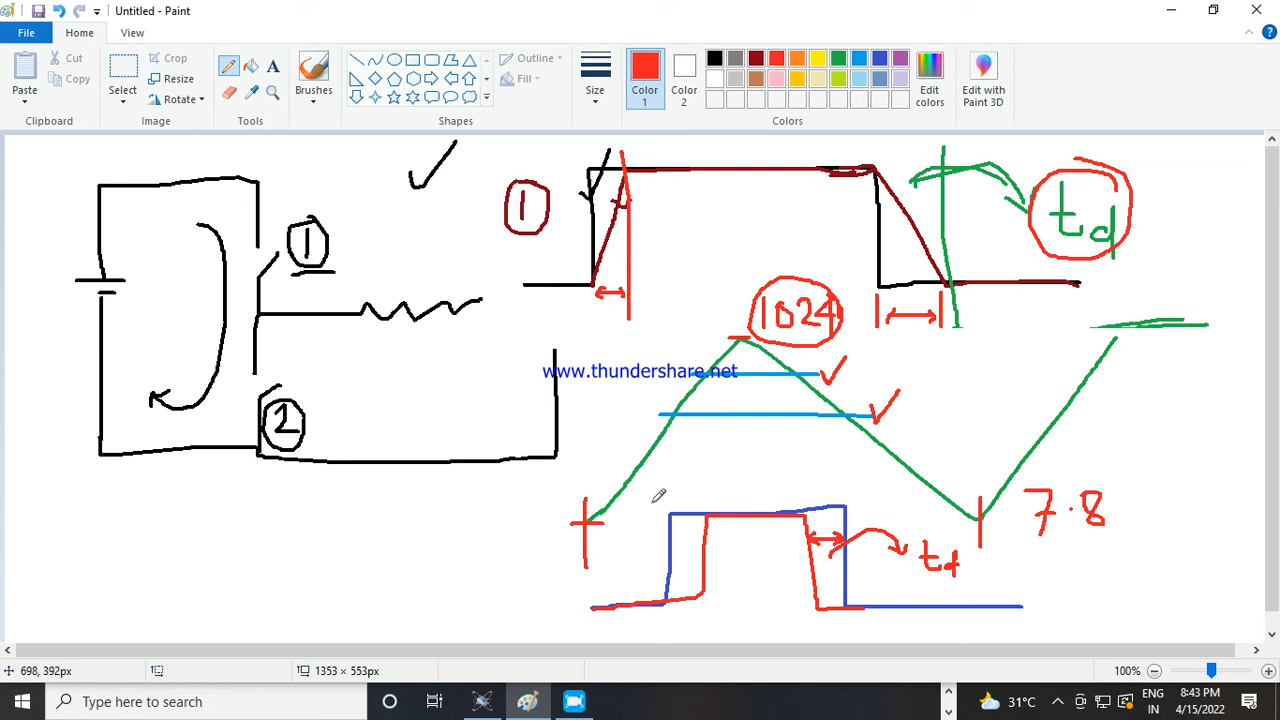 Untitled - Paint
File
Home
View
Paste
Cut
Copy
Clipboard
Select
Crop
Resize
Rotate
Image
Tools
Brushes
Shapes
Outline
Fill
Size
Color 1
Color 2
Edit colors
Edit with Paint 3D
Colors
1
1
td
1024
www.thundershare.net
2
7.8
td
698, 392px
1353 × 553px
100%
Type here to search
31°C
ENG
IN
8:43 PM
4/15/2022